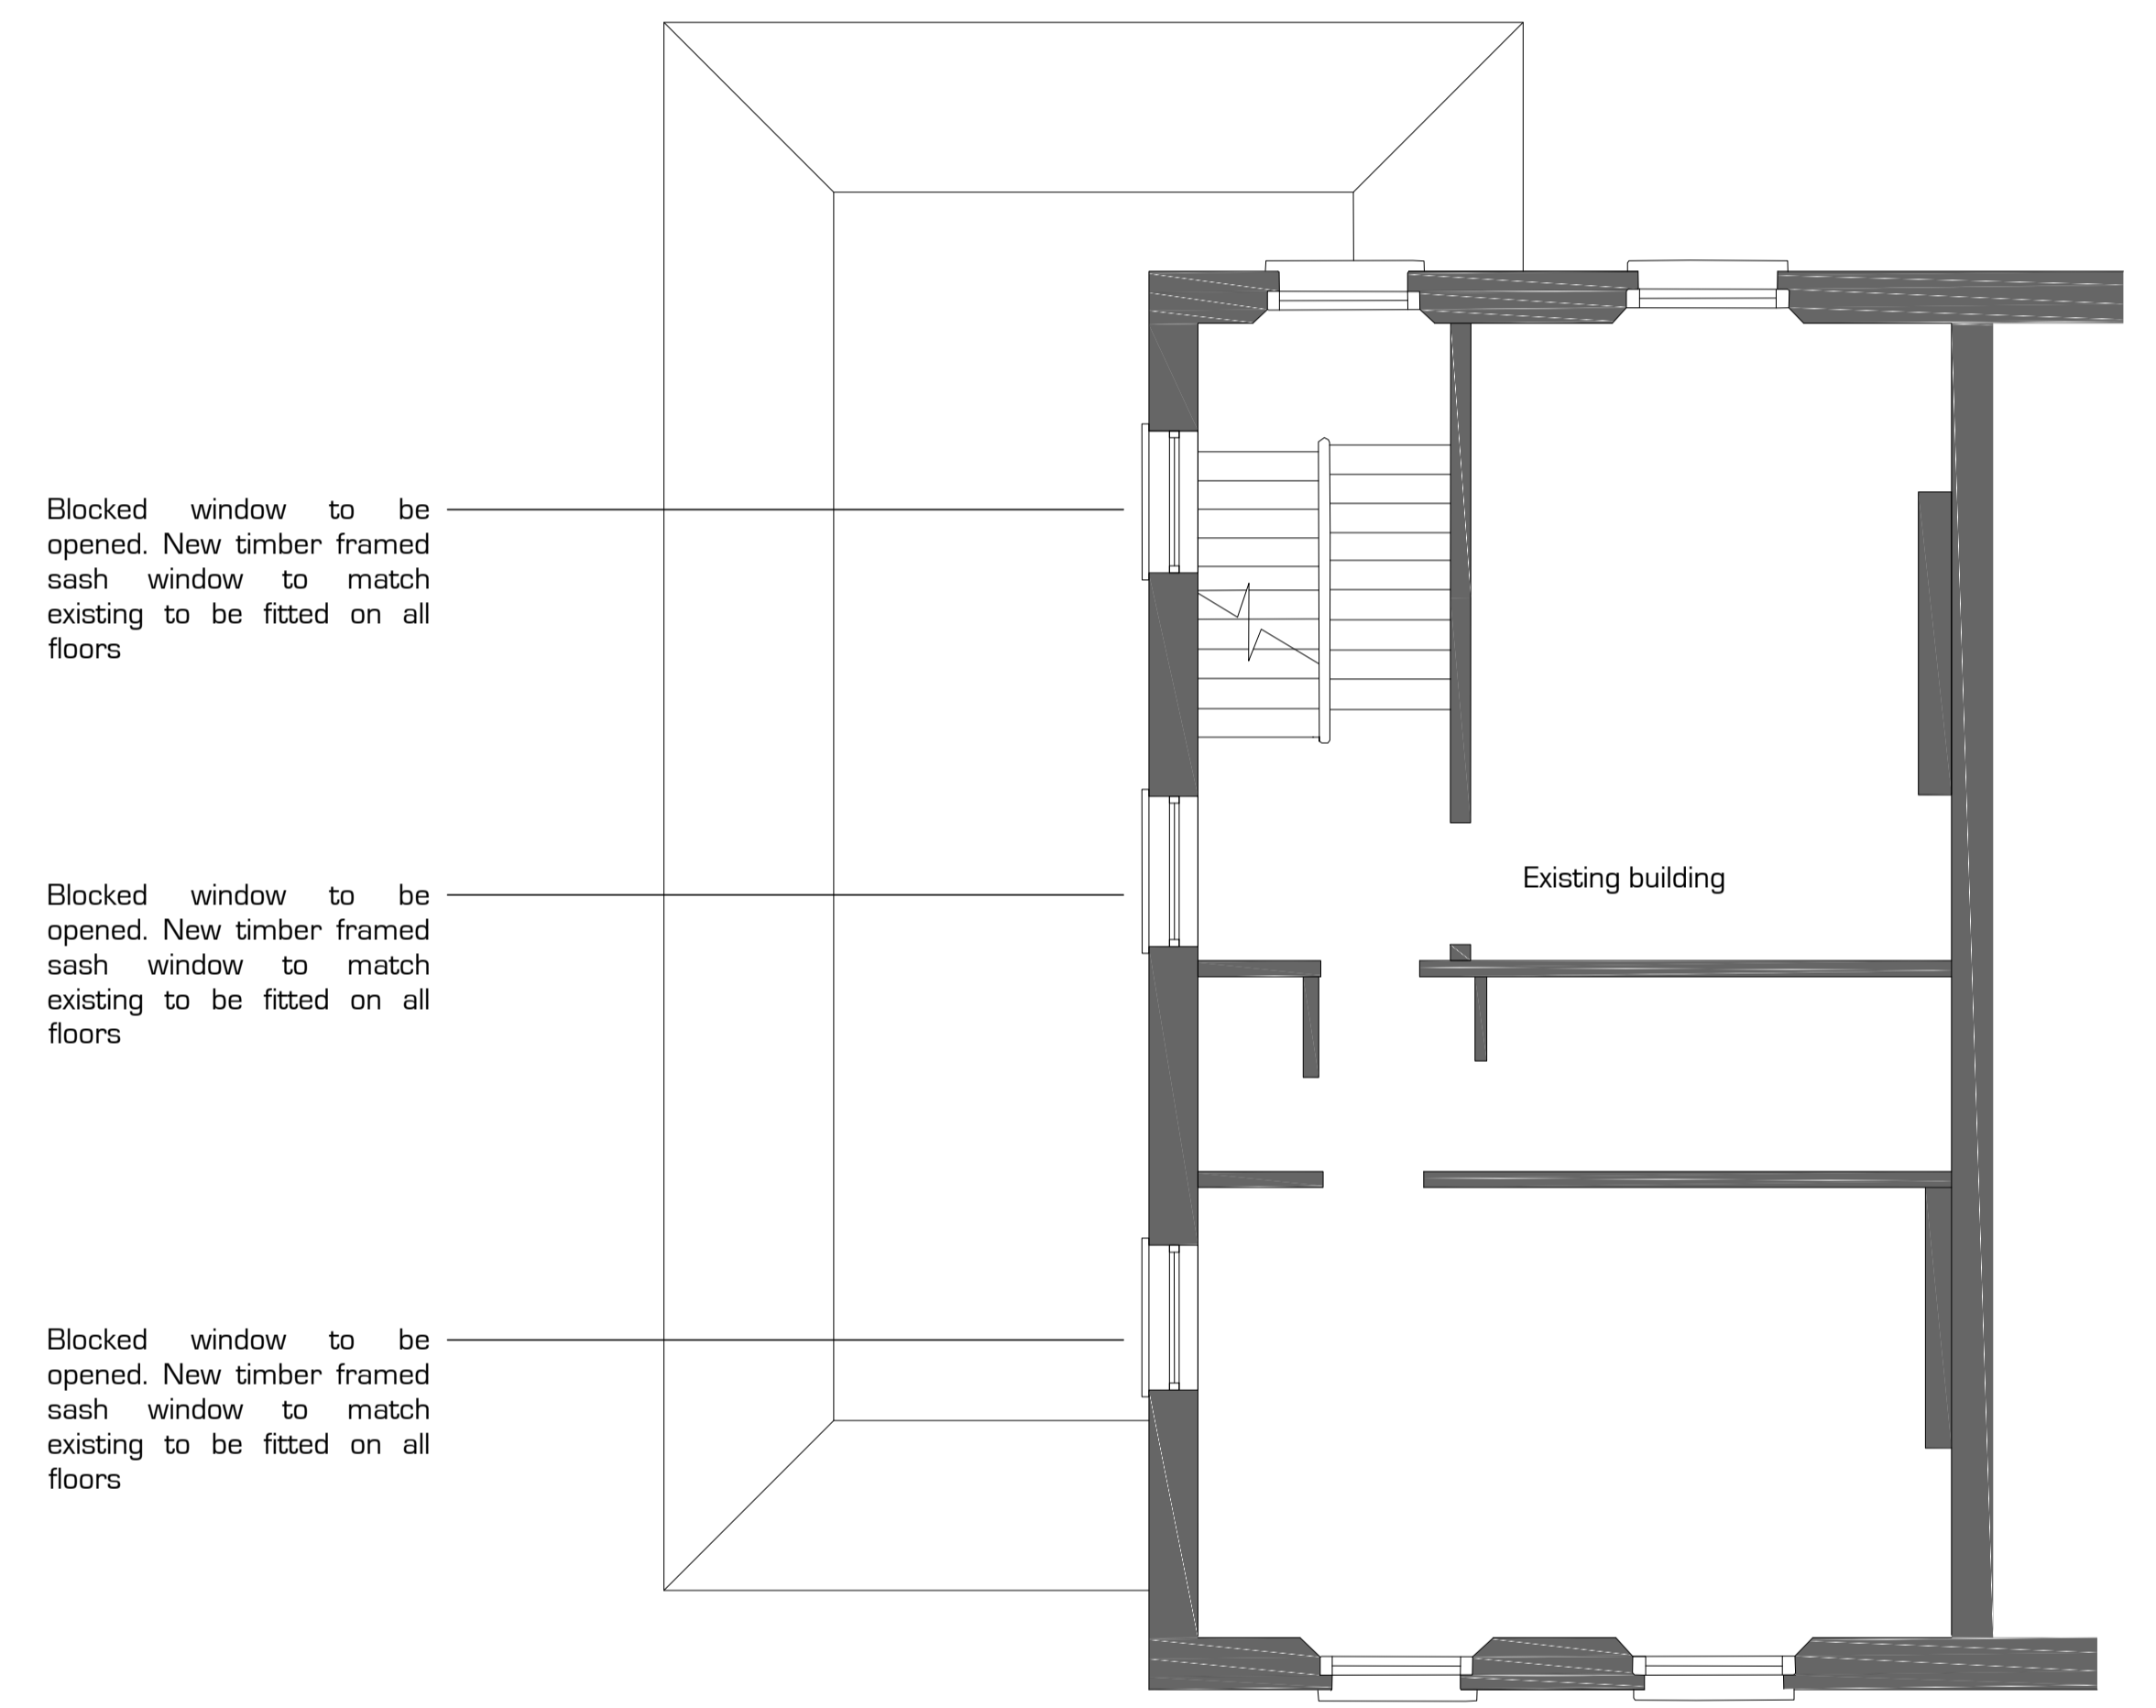 Blocked window to be
opened. New timber framed
sash window to match
existing to be fitted on all
floors
Existing building
Blocked window to be
opened. New timber framed
sash window to match
existing to be fitted on all
floors
Blocked window to be
opened. New timber framed
sash window to match
existing to be fitted on all
floors